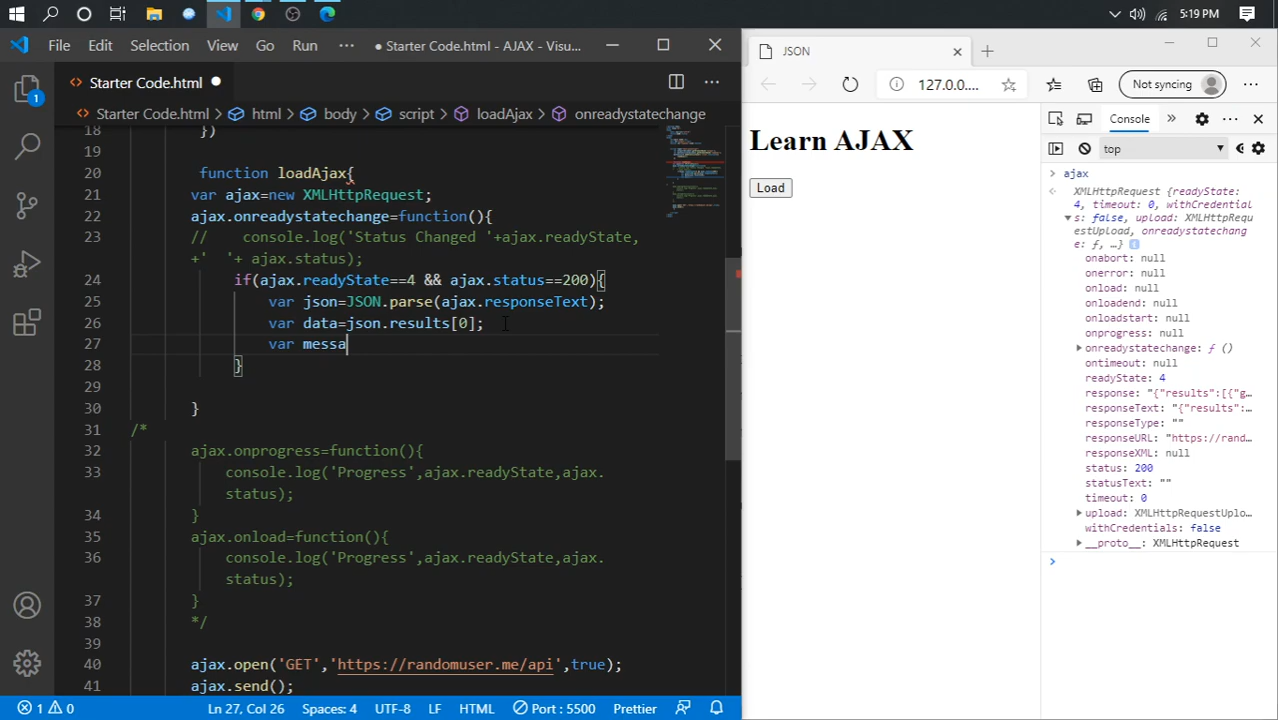 5:19 PM
File Edit Selection View Go Run ··· ● Starter Code.html - AJAX - Visu...
JSON
Starter Code.html ●
127.0.... Not syncing
Starter Code.html > html > body > script > loadAjax > onreadystatechange
Console
top
18 })
19
20 function loadAjax{
21 var ajax=new XMLHttpRequest;
22 ajax.onreadystatechange=function(){
23 // console.log('Status Changed '+ajax.readyState,
+' '+ ajax.status);
24 if(ajax.readyState==4 && ajax.status==200){
25 var json=JSON.parse(ajax.responseText);
26 var data=json.results[0];
27 var messa
28 }
29
30 }
31 /*
32 ajax.onprogress=function(){
33 console.log('Progress',ajax.readyState,ajax.
status);
34 }
35 ajax.onload=function(){
36 console.log('Progress',ajax.readyState,ajax.
status);
37 }
38 */
39
40 ajax.open('GET','https://randomuser.me/api',true);
41 ajax.send();
1
Learn AJAX
Load
> ajax
XMLHttpRequest {readyState:
4, timeout: 0, withCredential
s: false, upload: XMLHttpRequ
estUpload, onreadystatechang
e: ƒ, …} i
onabort: null
onerror: null
onload: null
onloadend: null
onloadstart: null
onprogress: null
onreadystatechange: ƒ ()
ontimeout: null
readyState: 4
response: "{"results":[{"g…
responseText: "{"results":…
responseType: ""
responseURL: "https://rand…
responseXML: null
status: 200
statusText: ""
timeout: 0
upload: XMLHttpRequestUplo…
withCredentials: false
__proto__: XMLHttpRequest
>
1 0 Ln 27, Col 26 Spaces: 4 UTF-8 LF HTML Port : 5500 Prettier